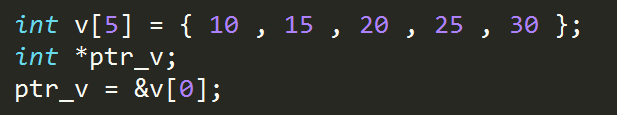 int v[5] = { 10 , 15 , 20 , 25 , 30 };
int *ptr_v;
ptr_v = &v[0];